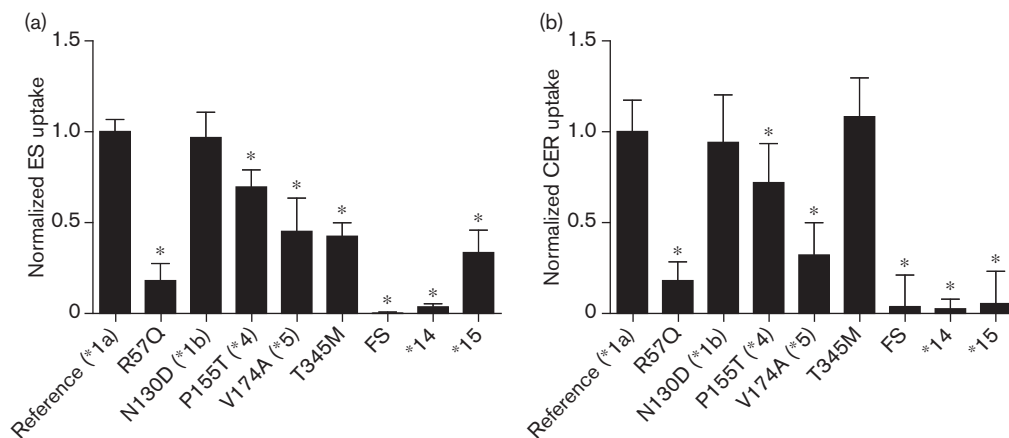 (a)
1.5
1.0
0.5
0
Normalized ES uptake
*
*
*
*
*
*
*
Reference (*1a)
R57Q
N130D (*1b)
P155T (*4)
V174A (*5)
T345M
FS
*14
*15
(b)
1.5
1.0
0.5
0
Normalized CER uptake
*
*
*
*
*
*
Reference (*1a)
R57Q
N130D (*1b)
P155T (*4)
V174A (*5)
T345M
FS
*14
*15